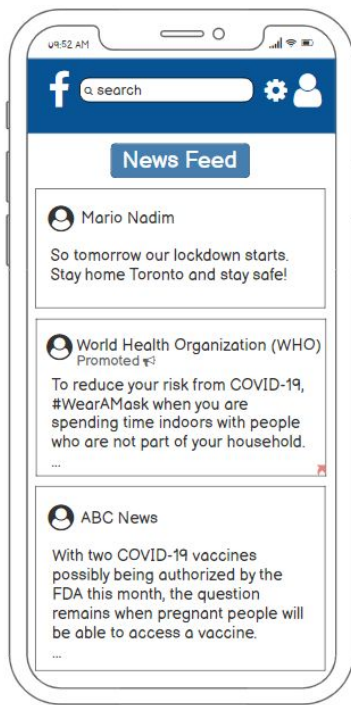 09:52 AM
f
search
News Feed
Mario Nadim
So tomorrow our lockdown starts.
Stay home Toronto and stay safe!
World Health Organization (WHO)
Promoted
To reduce your risk from COVID-19,
#WearAMask when you are
spending time indoors with people
who are not part of your household.
...
ABC News
With two COVID-19 vaccines
possibly being authorized by the
FDA this month, the question
remains when pregnant people will
be able to access a vaccine.
...